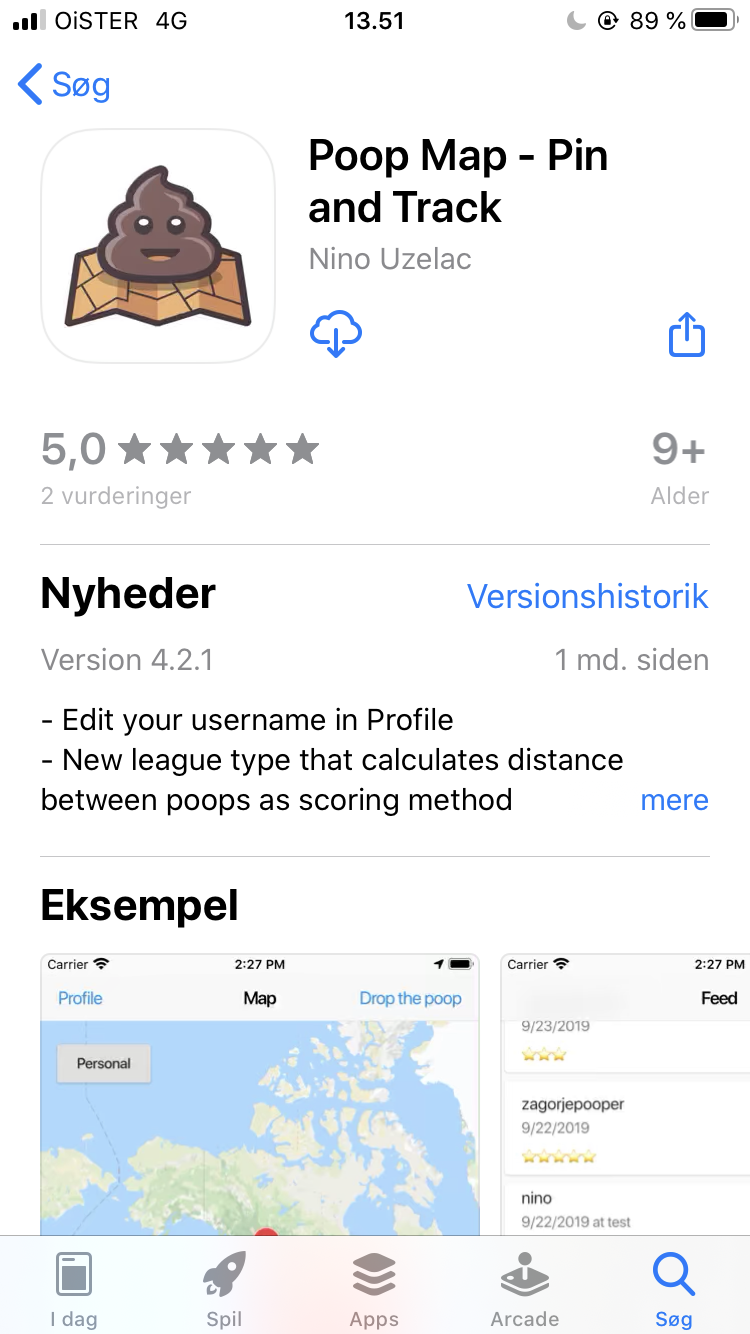 OiSTER 4G 13.51 89 %
Søg
Poop Map - Pin
and Track
Nino Uzelac
5,0 9+
2 vurderinger Alder
Nyheder Versionshistorik
Version 4.2.1 1 md. siden
- Edit your username in Profile
- New league type that calculates distance
between poops as scoring method mere
Eksempel
Carrier 2:27 PM
Profile Map Drop the poop
Personal
Carrier 2:27 PM
Feed
9/23/2019
zagorjepooper
9/22/2019
nino
9/22/2019 at test
I dag Spil Apps Arcade Søg